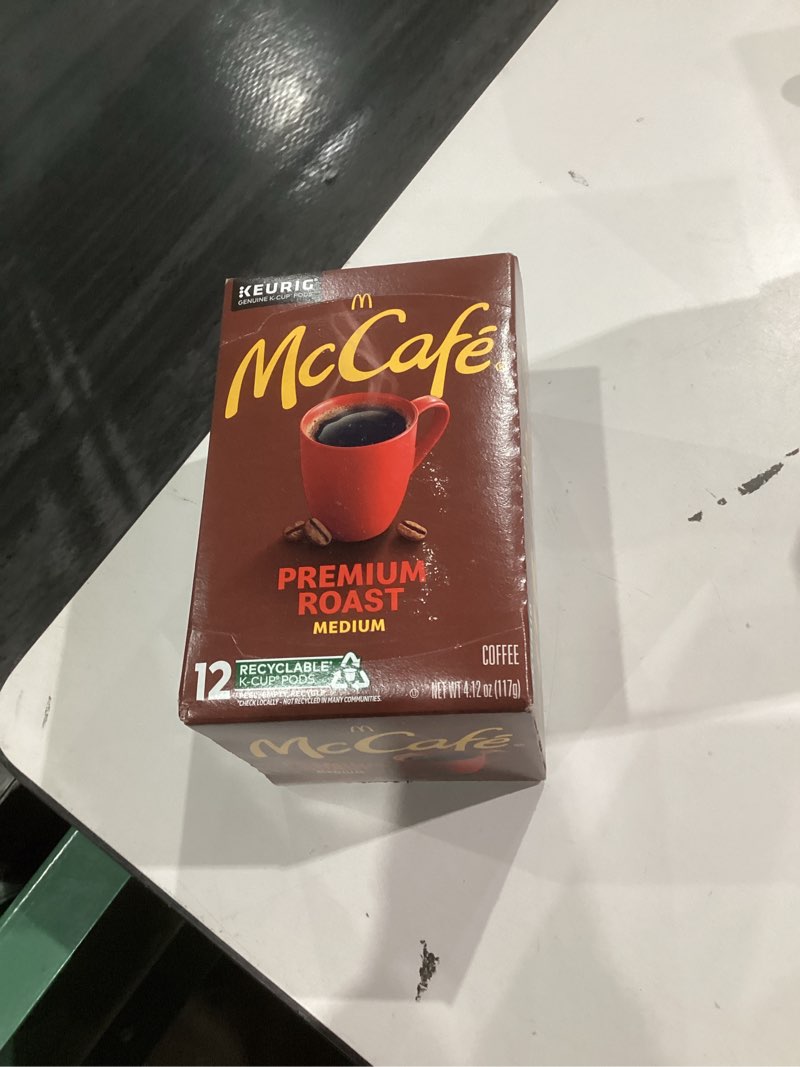 KEURIG
GENUINE K-CUP® PODS
McCafé®
PREMIUM
ROAST
MEDIUM
COFFEE
12 RECYCLABLE*
K-CUP® PODS
*CHECK LOCALLY - NOT RECYCLED IN MANY COMMUNITIES.
NET WT 4.12 oz (117g)
McCafé®